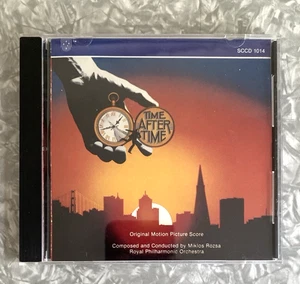 SCCD 1014
TIME
AFTER
TIME
Original Motion Picture Score
Composed and Conducted by Miklos Rozsa
Royal Philharmonic Orchestra